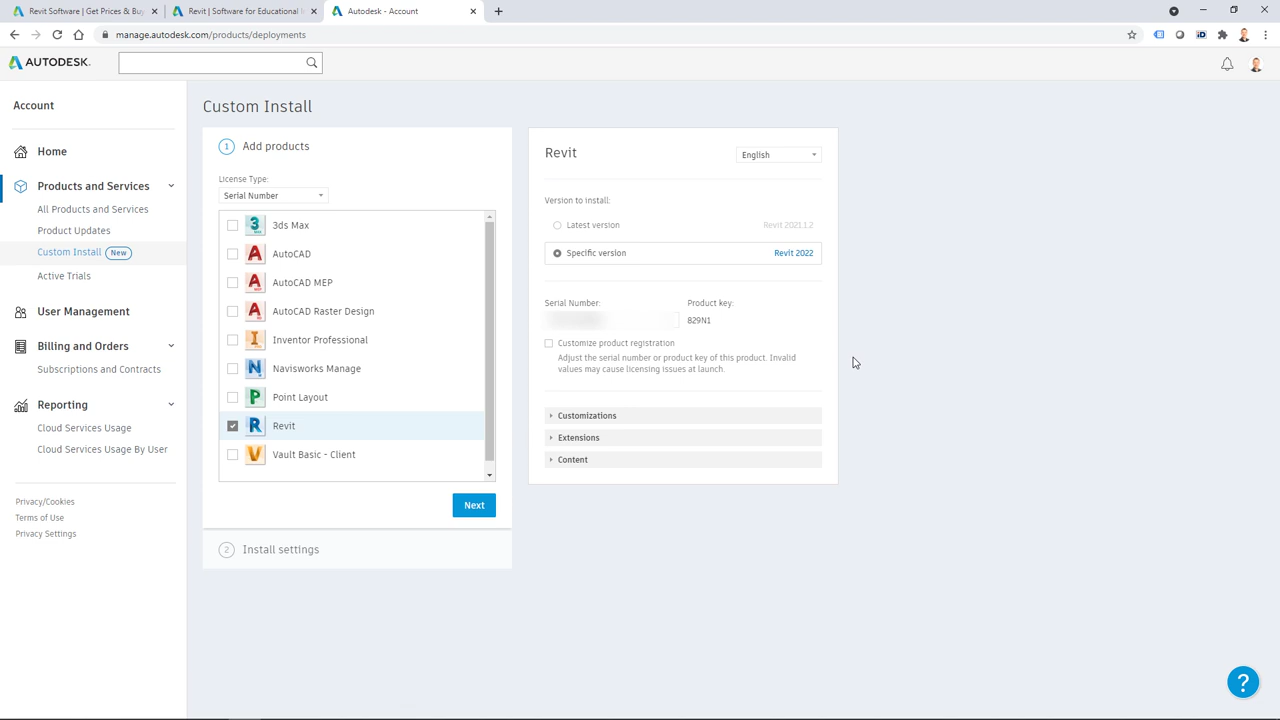 Revit Software | Get Prices & Buy
Revit | Software for Educational I
Autodesk - Account
manage.autodesk.com/products/deployments
AUTODESK.
Account
Home
Products and Services
All Products and Services
Product Updates
Custom Install New
Active Trials
User Management
Billing and Orders
Subscriptions and Contracts
Reporting
Cloud Services Usage
Cloud Services Usage By User
Privacy/Cookies
Terms of Use
Privacy Settings
Custom Install
1 Add products
License Type:
Serial Number
3ds Max
AutoCAD
AutoCAD MEP
AutoCAD Raster Design
Inventor Professional
Navisworks Manage
Point Layout
Revit
Vault Basic - Client
Next
2 Install settings
Revit
English
Version to install:
Latest version Revit 2021.1.2
Specific version Revit 2022
Serial Number: Product key:
829N1
Customize product registration
Adjust the serial number or product key of this product. Invalid
values may cause licensing issues at launch.
Customizations
Extensions
Content
?